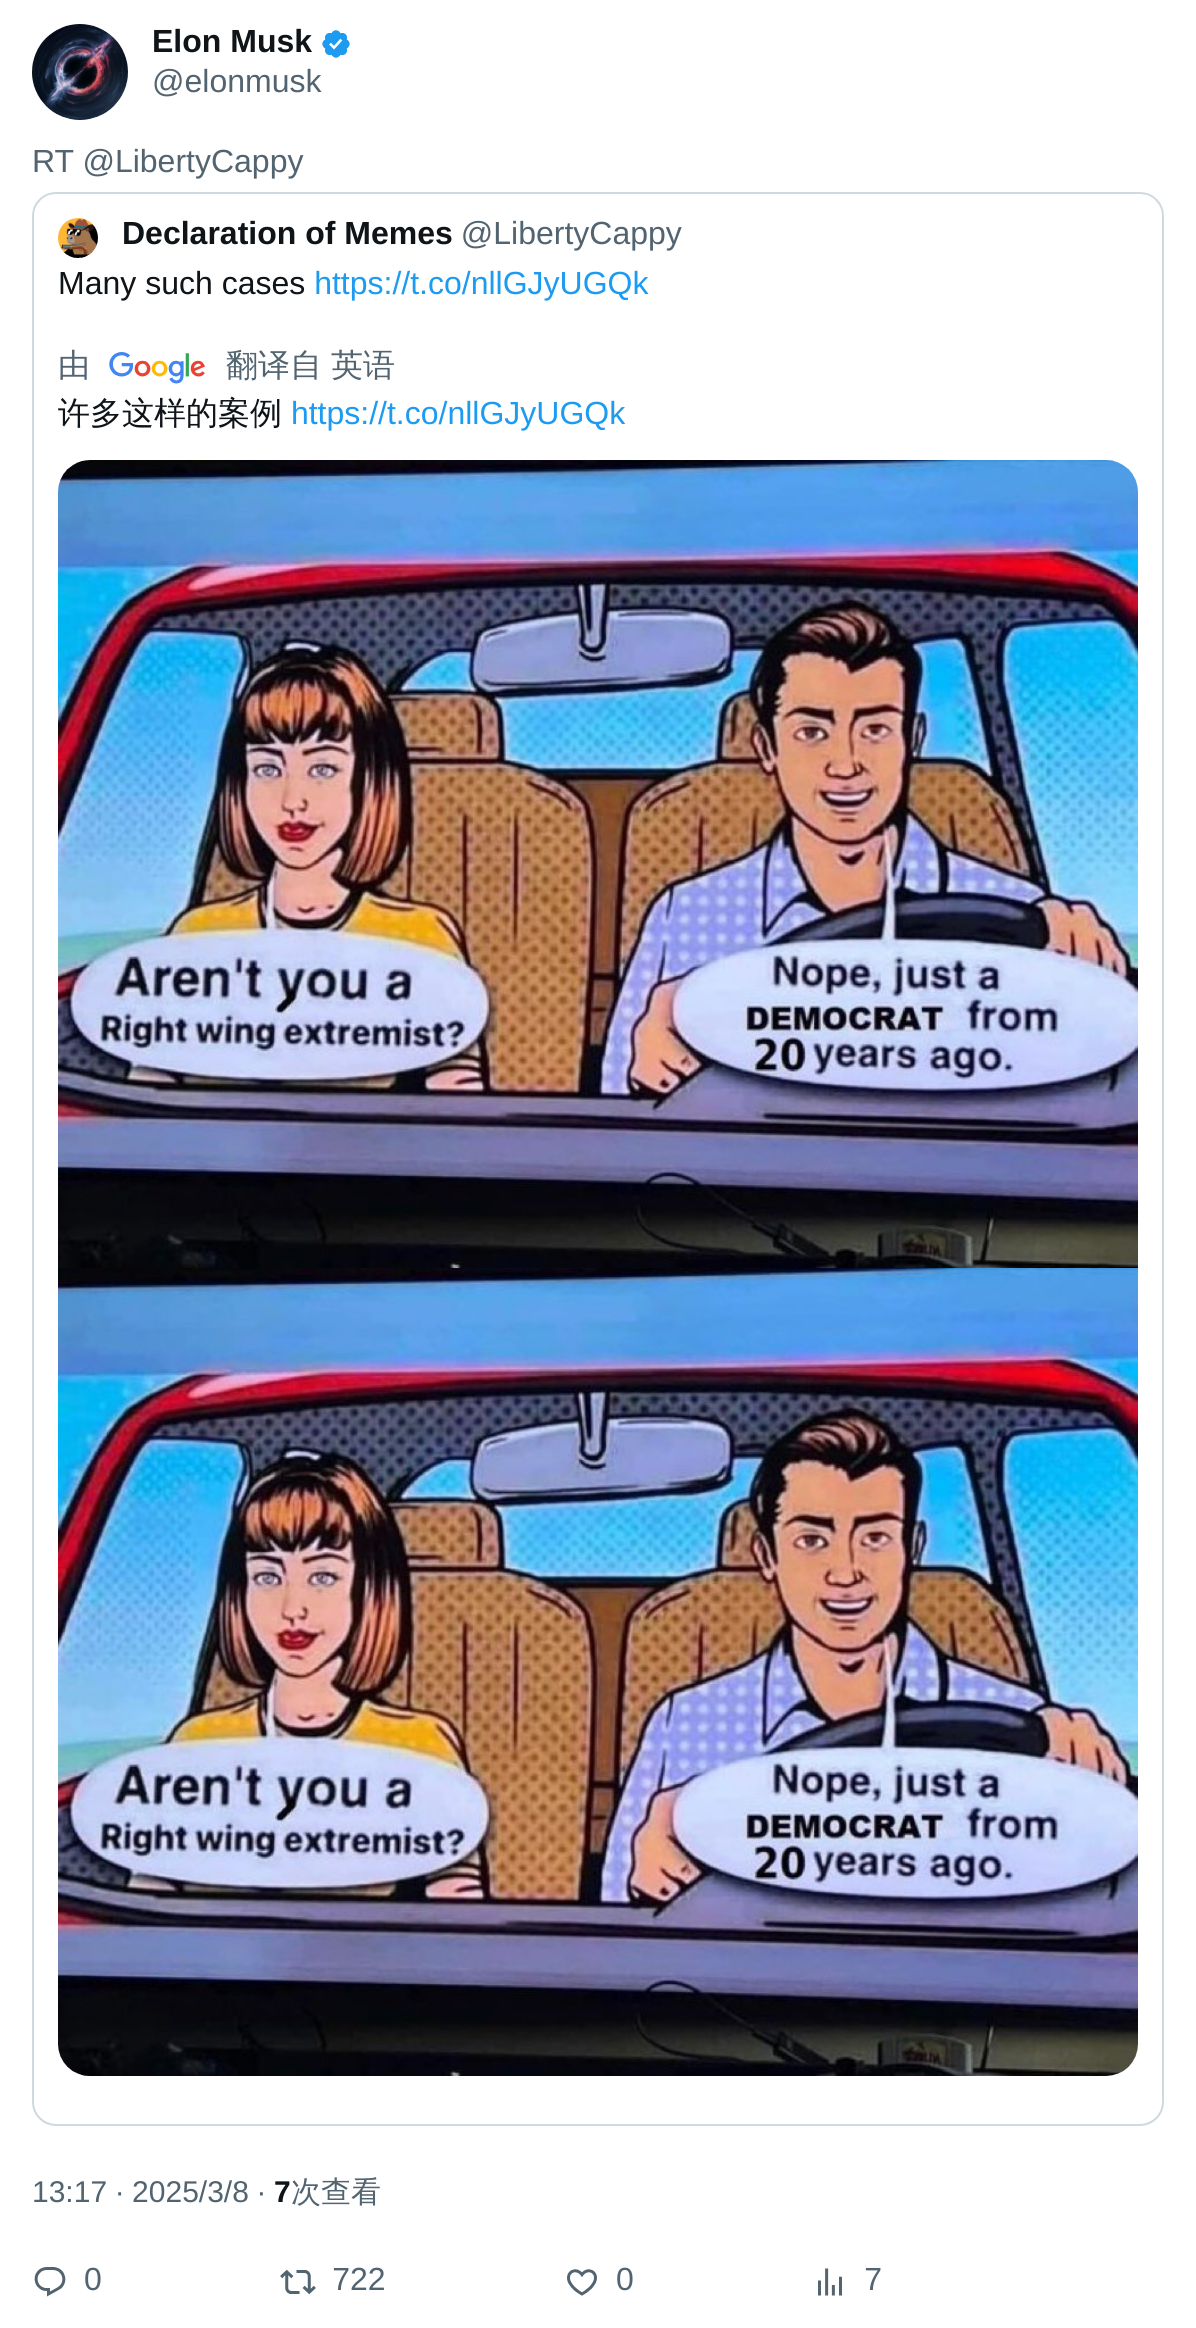 Elon Musk
@elonmusk
RT @LibertyCappy
Declaration of Memes @LibertyCappy
Many such cases https://t.co/nllGJyUGQk
由 Google 翻译自 英语
许多这样的案例 https://t.co/nllGJyUGQk
Aren't you a
Right wing extremist?
Nope, just a
DEMOCRAT from
20 years ago.
Aren't you a
Right wing extremist?
Nope, just a
DEMOCRAT from
20 years ago.
13:17 · 2025/3/8 · 7次查看
0 722 0 7